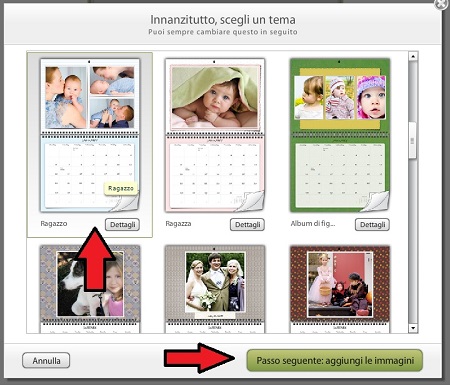 Innanzitutto, scegli un tema
Puoi sempre cambiare questo in seguito
Ragazzo
Ragazzo
Dettagli
Ragazza
Dettagli
Album di fig...
Dettagli
Annulla
Passo seguente: aggiungi le immagini